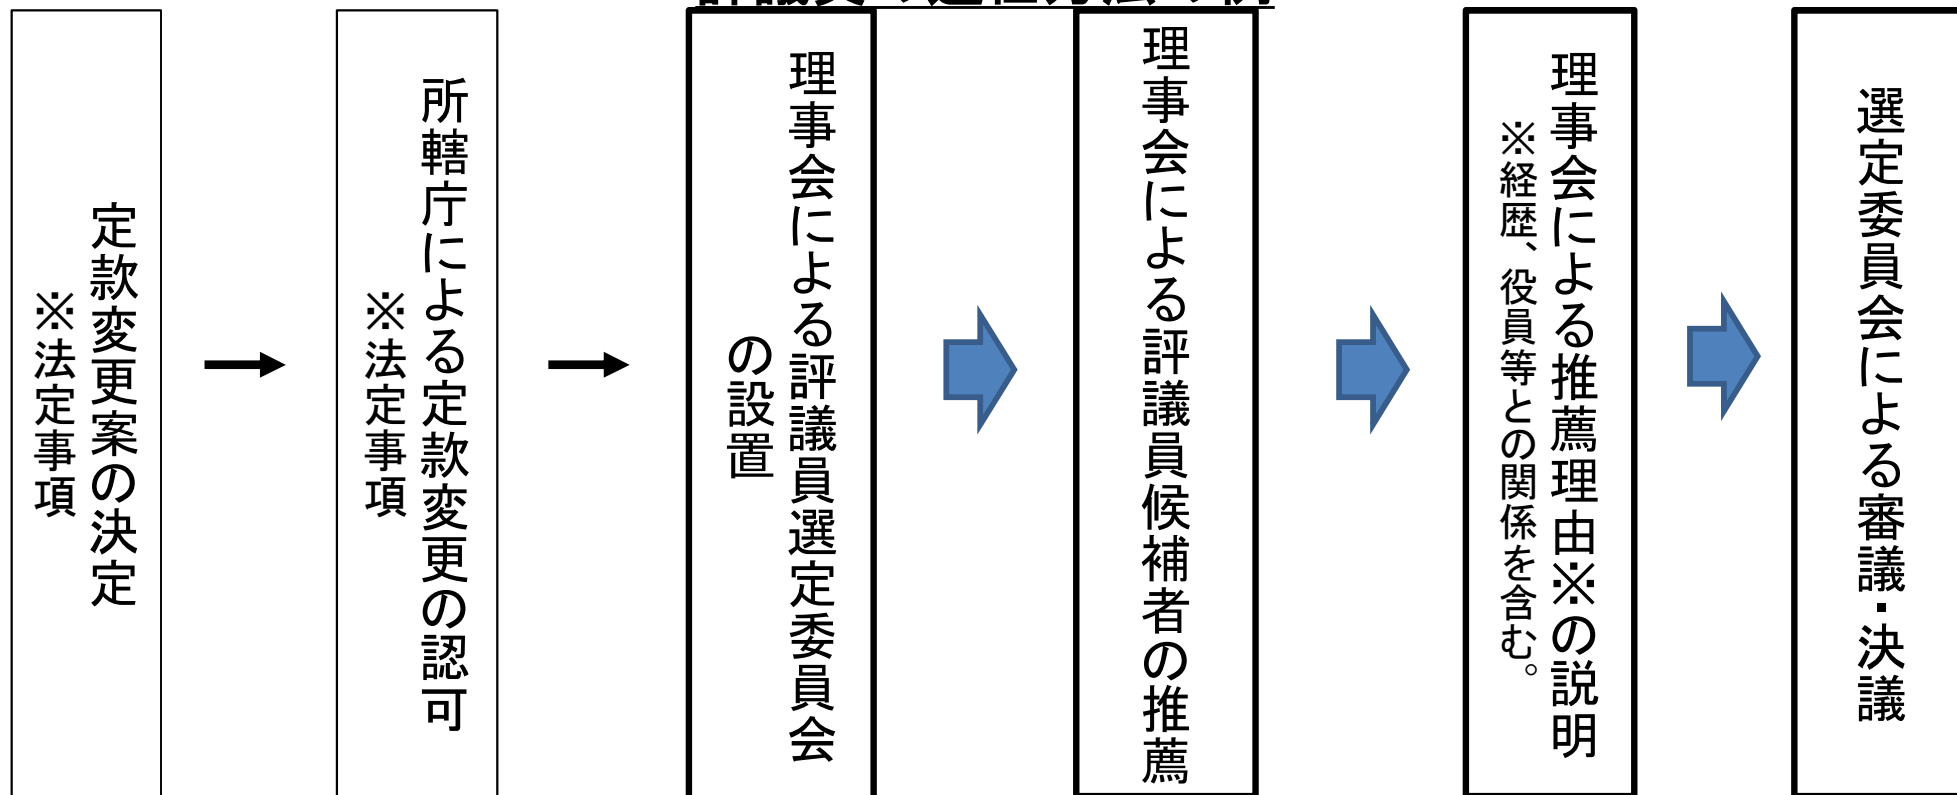 定款変更案の決定
※法定事項
所轄庁による定款変更の認可
※法定事項
理事会による評議員選定委員会
の設置
理事会による評議員候補者の推薦
理事会による推薦理由※の説明
※経歴、役員等との関係を含む。
選定委員会による審議・決議